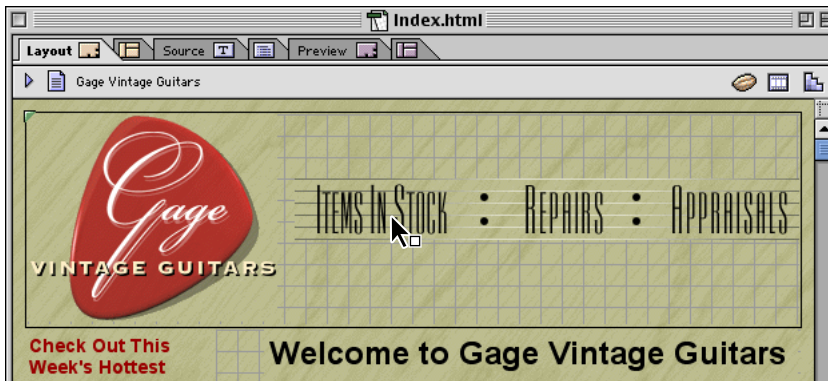 Index.html
Layout Source T Preview
Gage Vintage Guitars
Gage
VINTAGE GUITARS
ITEMS IN STOCK : REPAIRS : APPRAISALS
Check Out This
Week's Hottest
Welcome to Gage Vintage Guitars